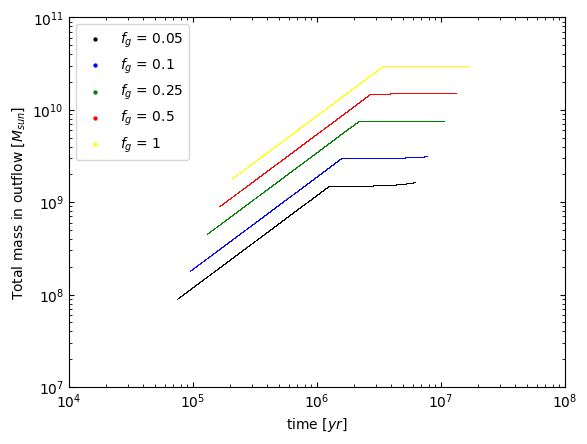 10^11
10^10
10^9
10^8
10^7
10^4
10^5
10^6
10^7
10^8
Total mass in outflow [M_sun]
time [yr]
f_g = 0.05
f_g = 0.1
f_g = 0.25
f_g = 0.5
f_g = 1